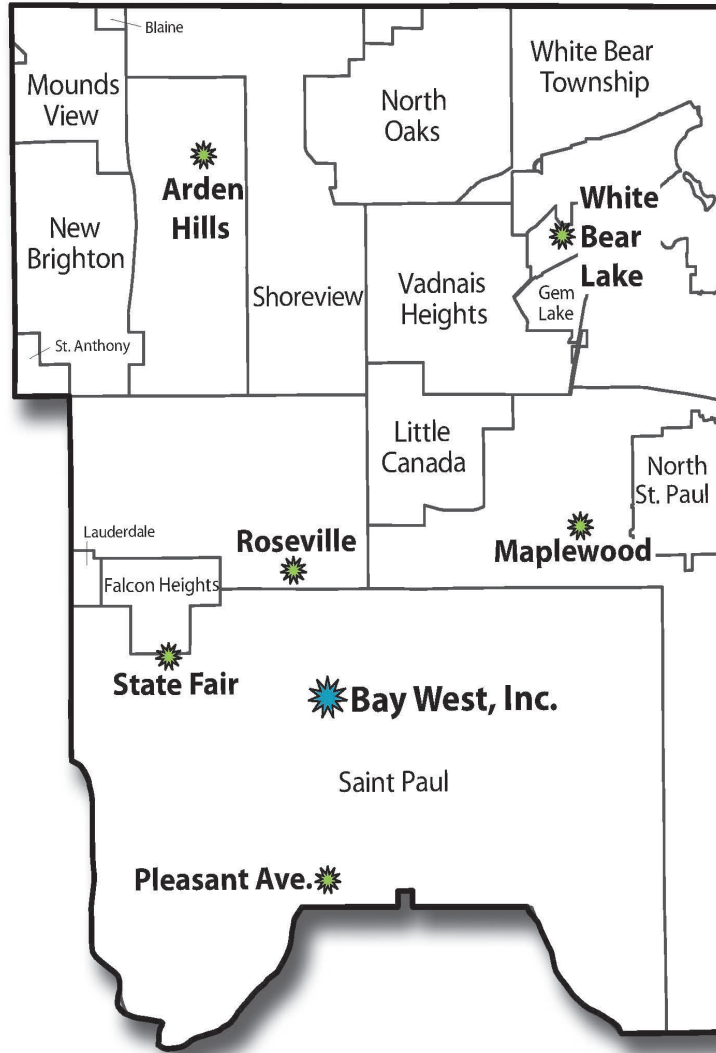 Blaine
Mounds
View
North
Oaks
White Bear
Township
Arden
Hills
New
Brighton
White
Bear
Lake
Shoreview
Vadnais
Heights
Gem
Lake
St. Anthony
Little
Canada
North
St. Paul
Lauderdale
Roseville
Maplewood
Falcon Heights
State Fair
Bay West, Inc.
Saint Paul
Pleasant Ave.